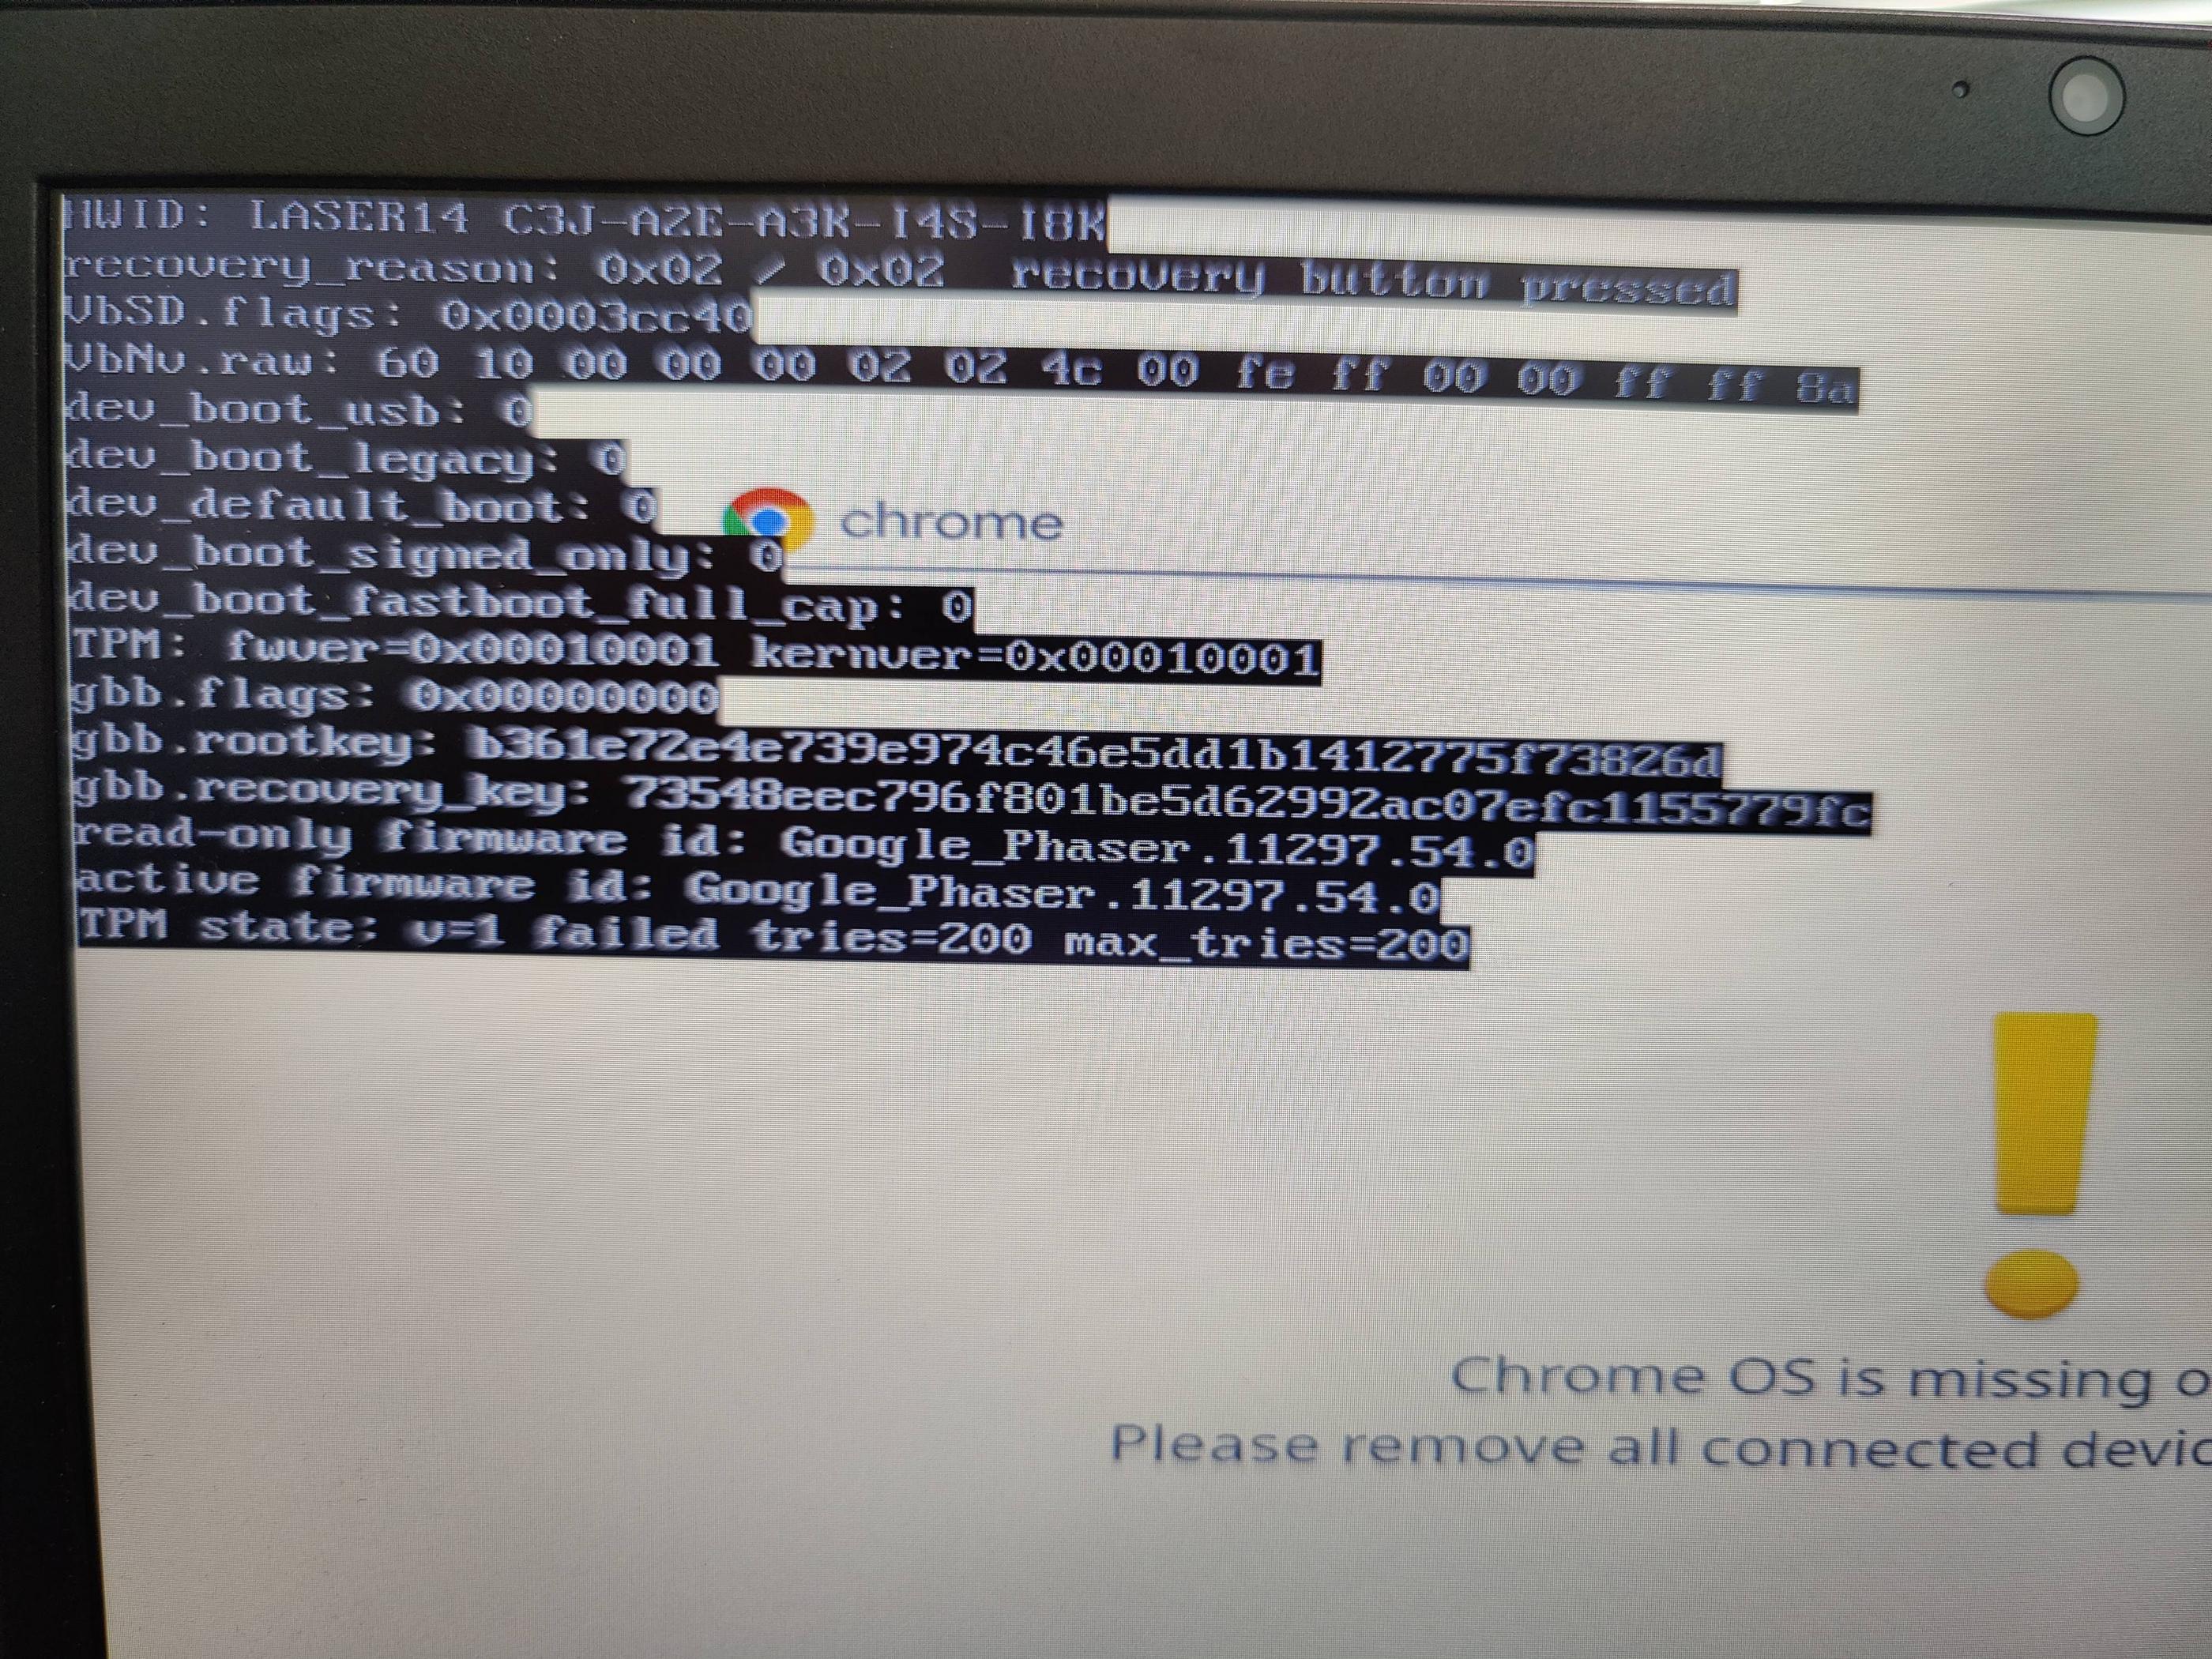 HWID: LASER14 C3J-A2E-A3K-I4S-I8K
recovery_reason: 0x02 / 0x02 recovery button pressed
VbSD.flags: 0x0003cc40
VbNv.raw: 60 10 00 00 00 02 02 4c 00 fe ff 00 00 ff ff 8a
dev_boot_usb: 0
dev_boot_legacy: 0
dev_default_boot: 0
chrome
dev_boot_signed_only: 0
dev_boot_fastboot_full_cap: 0
TPM: fwver=0x00010001 kernver=0x00010001
gbb.flags: 0x00000000
gbb.rootkey: b361e72e4e739e974c46e5dd1b1412775f73826d
gbb.recovery_key: 73548eec796f801be5d62992ac07efc1155779fc
read-only firmware id: Google_Phaser.11297.54.0
active firmware id: Google_Phaser.11297.54.0
TPM state: v=1 failed tries=200 max_tries=200
Chrome OS is missing o
Please remove all connected devic